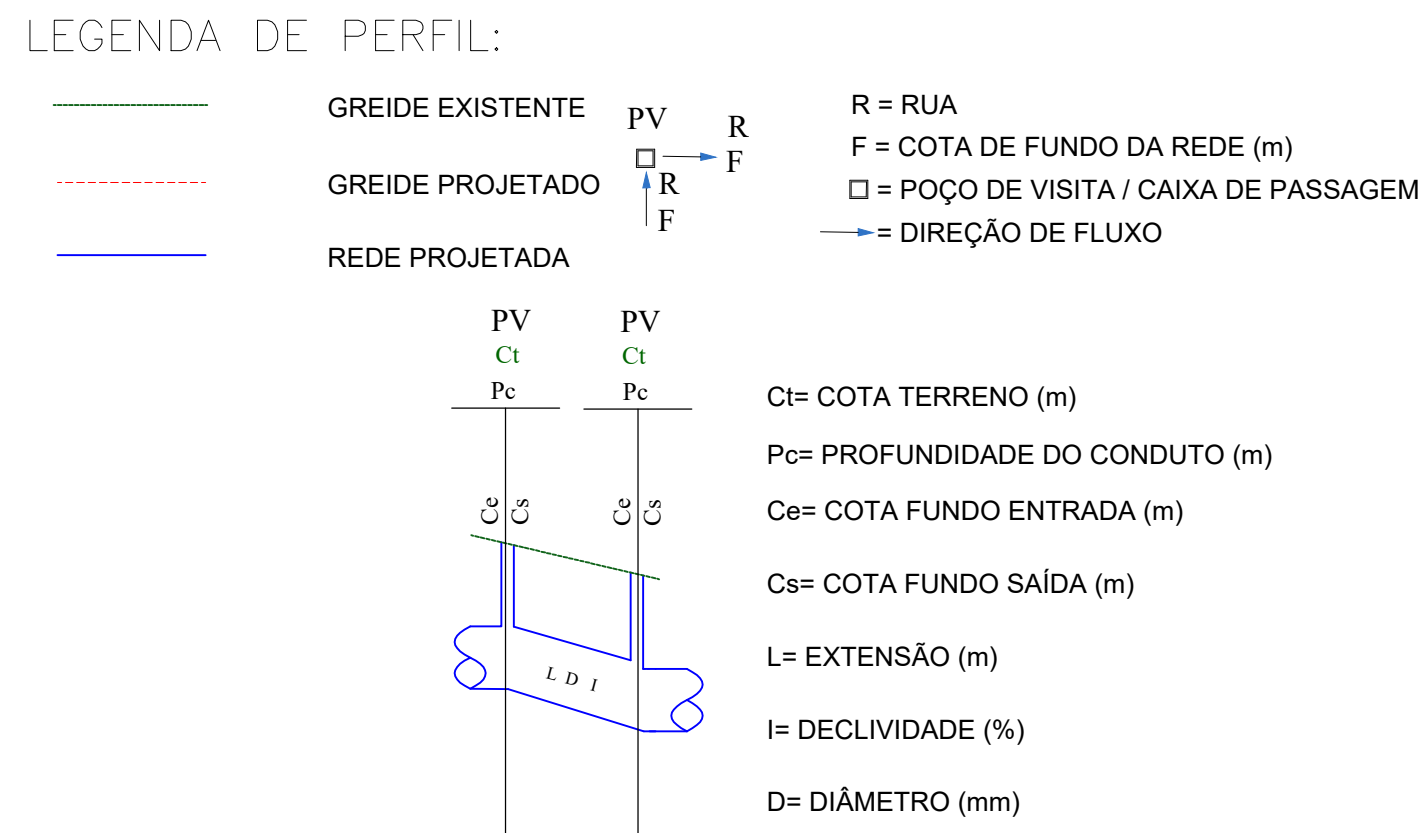 LEGENDA DE PERFIL:
GREIDE EXISTENTE
GREIDE PROJETADO
REDE PROJETADA
PV
R
F
R
F
R = RUA
F = COTA DE FUNDO DA REDE (m)
= POÇO DE VISITA / CAIXA DE PASSAGEM
= DIREÇÃO DE FLUXO
PV PV
Ct Ct
Pc Pc
Ce Cs Ce Cs
L D I
Ct= COTA TERRENO (m)
Pc= PROFUNDIDADE DO CONDUTO (m)
Ce= COTA FUNDO ENTRADA (m)
Cs= COTA FUNDO SAÍDA (m)
L= EXTENSÃO (m)
I= DECLIVIDADE (%)
D= DIÂMETRO (mm)